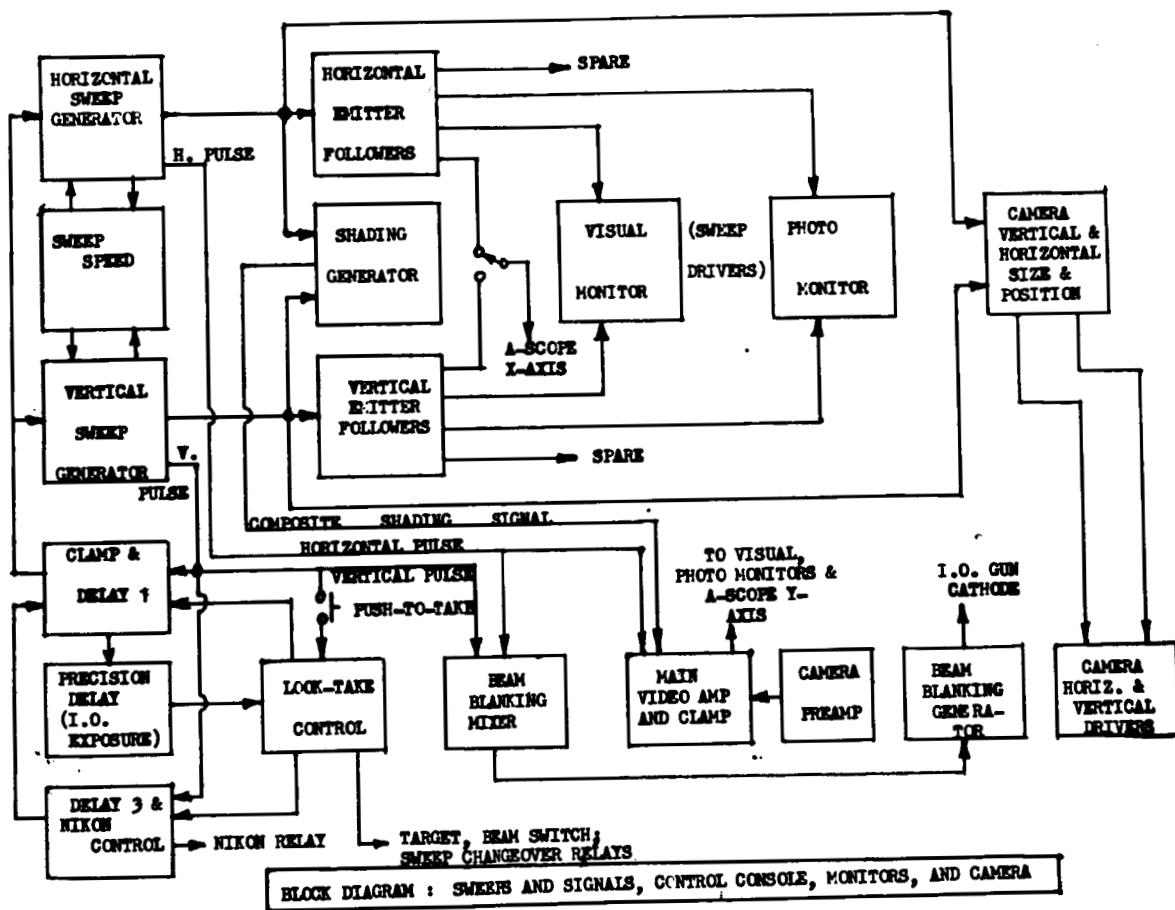 HORIZONTAL
SWEEP
GENERATOR
H. PULSE
HORIZONTAL
EMITTER
FOLLOWERS
SPARE
SWEEP
SPEED
SHADING
GENERATOR
VISUAL
MONITOR
(SWEEP
DRIVERS)
PHOTO
MONITOR
CAMERA
VERTICAL &
HORIZONTAL
SIZE &
POSITION
A-SCOPE
X-AXIS
VERTICAL
SWEEP
GENERATOR
V.
PULSE
VERTICAL
EMITTER
FOLLOWERS
SPARE
COMPOSITE SHADING SIGNAL
HORIZONTAL PULSE
VERTICAL PULSE
PUSH-TO-TAKE
CLAMP &
DELAY 1
TO VISUAL,
PHOTO MONITORS &
A-SCOPE Y-
AXIS
I.O. GUN
CATHODE
PRECISION
DELAY
(I.O.
EXPOSURE)
LOOK-TAKE
CONTROL
BEAM
BLANKING
MIXER
MAIN
VIDEO AMP
AND CLAMP
CAMERA
PREAMP
BEAM
BLANKING
GENERA-
TOR
CAMERA
HORIZ. &
VERTICAL
DRIVERS
DELAY 3 &
NIKON
CONTROL
NIKON RELAY
TARGET, BEAM SWITCH;
SWEEP CHANGEOVER RELAYS
BLOCK DIAGRAM : SWEEPS AND SIGNALS, CONTROL CONSOLE, MONITORS, AND CAMERA